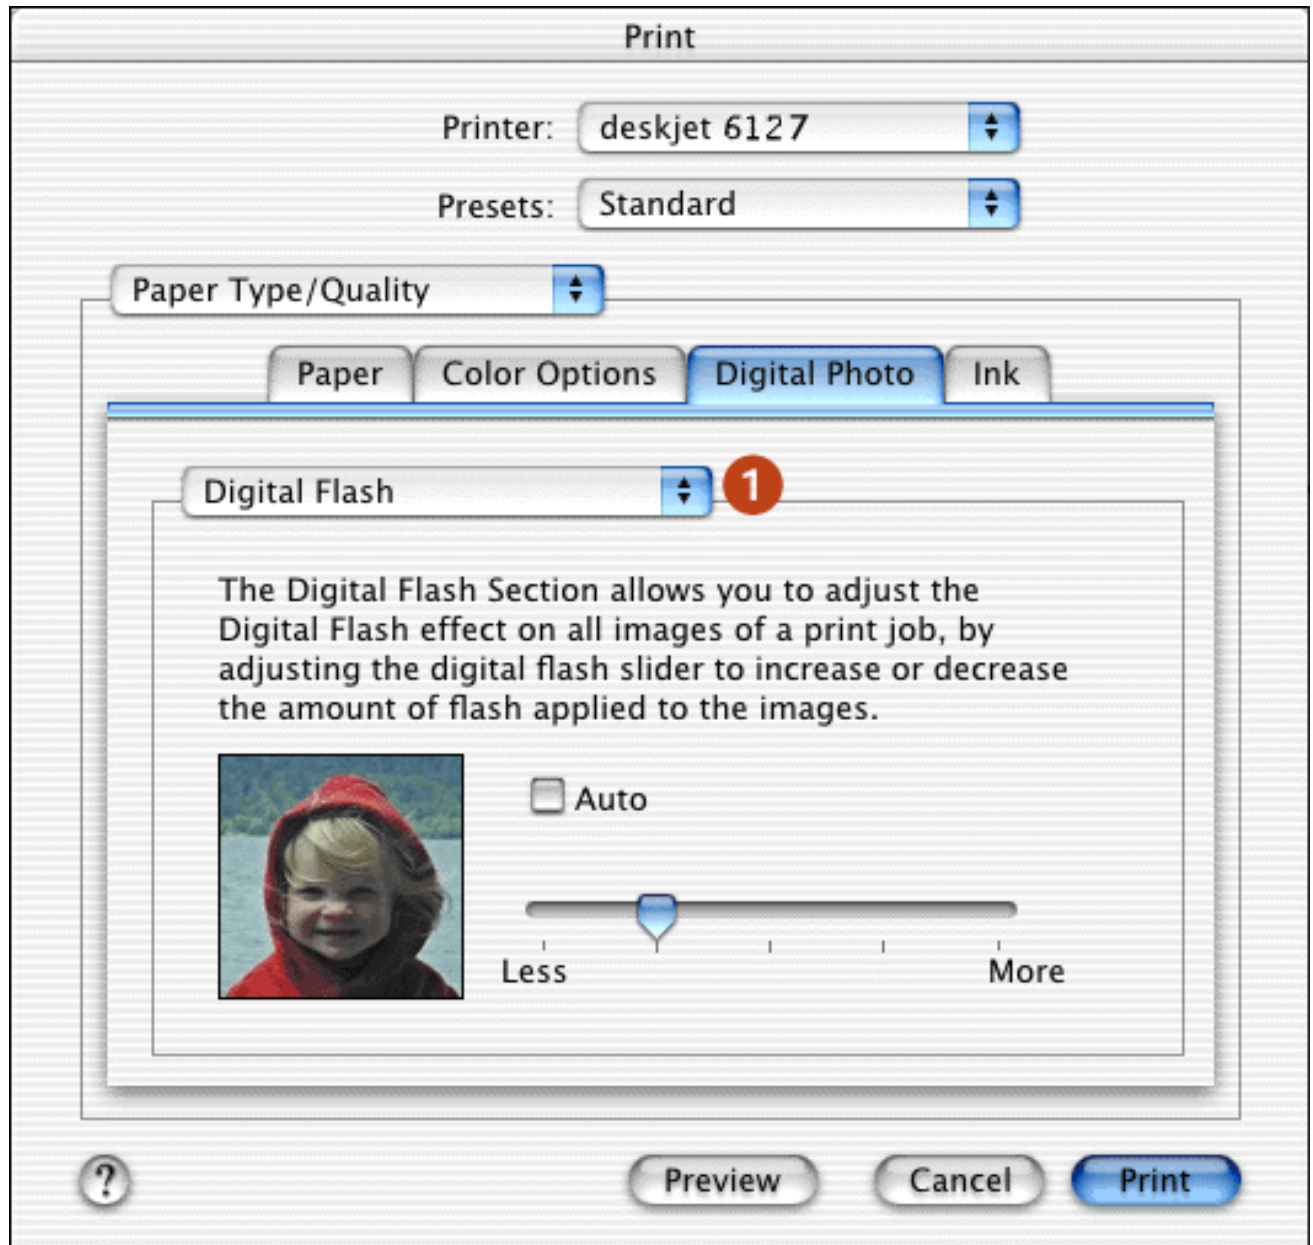 Print
Printer: deskjet 6127
Presets: Standard
Paper Type/Quality
Paper Color Options Digital Photo Ink
Digital Flash 1
The Digital Flash Section allows you to adjust the
Digital Flash effect on all images of a print job, by
adjusting the digital flash slider to increase or decrease
the amount of flash applied to the images.
Auto
Less More
? Preview Cancel Print